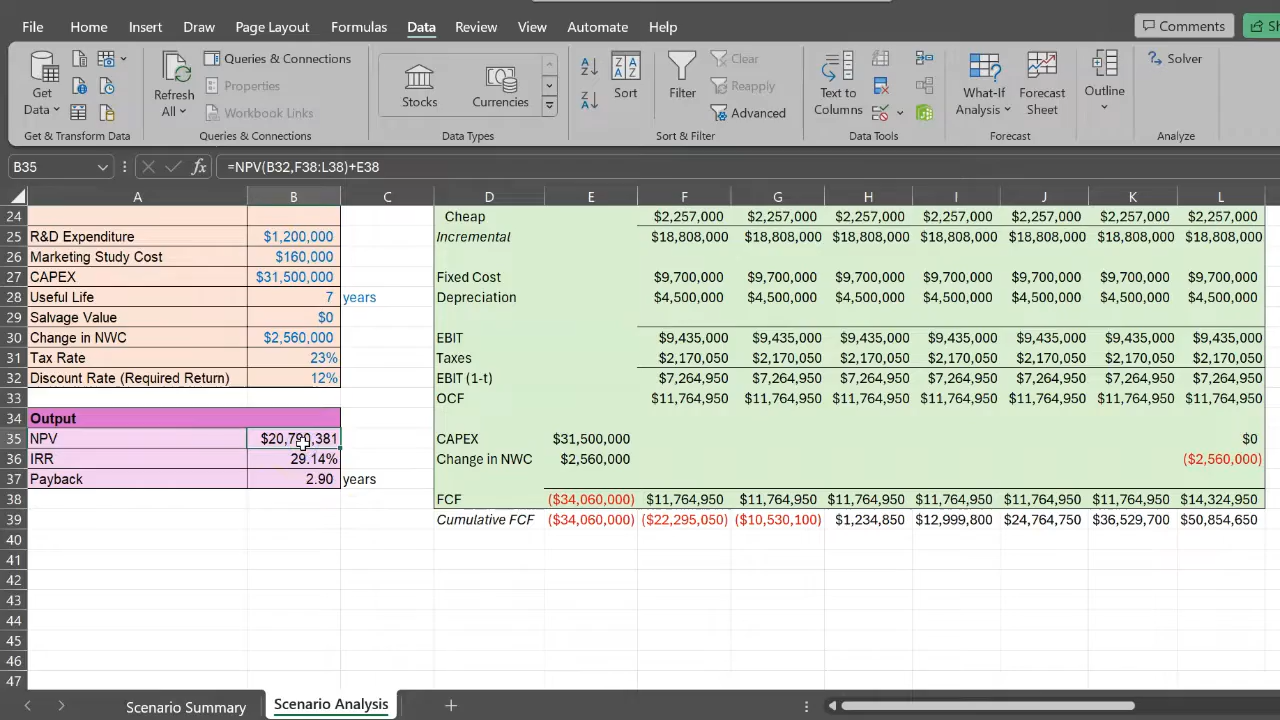 File Home Insert Draw Page Layout Formulas Data Review View Automate Help Comments
Get Data Refresh All Queries & Connections Properties Workbook Links Stocks Currencies Sort Filter Clear Reapply Advanced Text to Columns What-If Analysis Forecast Sheet Outline Solver
Get & Transform Data Queries & Connections Data Types Sort & Filter Data Tools Forecast Analyze
B35 fx =NPV(B32,F38:L38)+E38
A B C D E F G H I J K L
24 Cheap $2,257,000 $2,257,000 $2,257,000 $2,257,000 $2,257,000 $2,257,000 $2,257,000
25 R&D Expenditure $1,200,000 Incremental $18,808,000 $18,808,000 $18,808,000 $18,808,000 $18,808,000 $18,808,000 $18,808,000
26 Marketing Study Cost $160,000
27 CAPEX $31,500,000 Fixed Cost $9,700,000 $9,700,000 $9,700,000 $9,700,000 $9,700,000 $9,700,000 $9,700,000
28 Useful Life 7 years Depreciation $4,500,000 $4,500,000 $4,500,000 $4,500,000 $4,500,000 $4,500,000 $4,500,000
29 Salvage Value $0
30 Change in NWC $2,560,000 EBIT $9,435,000 $9,435,000 $9,435,000 $9,435,000 $9,435,000 $9,435,000 $9,435,000
31 Tax Rate 23% Taxes $2,170,050 $2,170,050 $2,170,050 $2,170,050 $2,170,050 $2,170,050 $2,170,050
32 Discount Rate (Required Return) 12% EBIT (1-t) $7,264,950 $7,264,950 $7,264,950 $7,264,950 $7,264,950 $7,264,950 $7,264,950
33 OCF $11,764,950 $11,764,950 $11,764,950 $11,764,950 $11,764,950 $11,764,950 $11,764,950
34 Output
35 NPV CAPEX $31,500,000 $0
36 IRR 29.14% Change in NWC $2,560,000 ($2,560,000)
37 Payback 2.90 years
38 FCF ($34,060,000) $11,764,950 $11,764,950 $11,764,950 $11,764,950 $11,764,950 $11,764,950 $14,324,950
39 Cumulative FCF ($34,060,000) ($22,295,050) ($10,530,100) $1,234,850 $12,999,800 $24,764,750 $36,529,700 $50,854,650
40
41
42
43
44
45
46
47
Scenario Summary Scenario Analysis